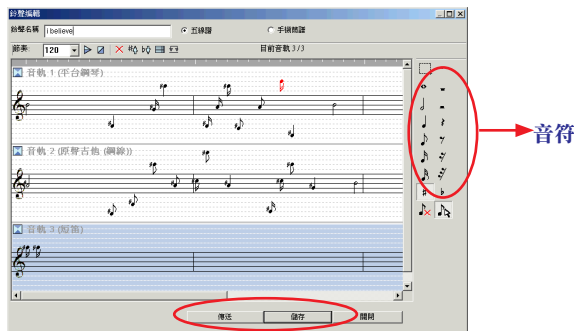 鈴聲編輯
鈴聲名稱 i believe 五線譜 手機簡譜
節奏: 120 目前音軌 3 / 3
音軌 1 (平台鋼琴)
音符
音軌 2 (原聲吉他 (鋼線))
音軌 3 (短笛)
傳送 儲存 關閉